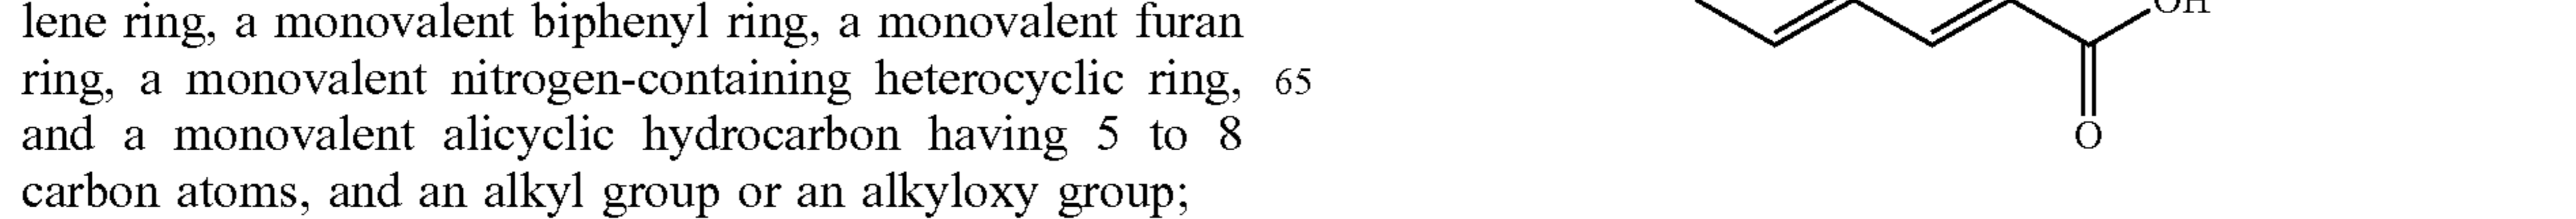 lene ring, a monovalent biphenyl ring, a monovalent furan
ring, a monovalent nitrogen-containing heterocyclic ring,
and a monovalent alicyclic hydrocarbon having 5 to 8
carbon atoms, and an alkyl group or an alkyloxy group;
65
OH
O